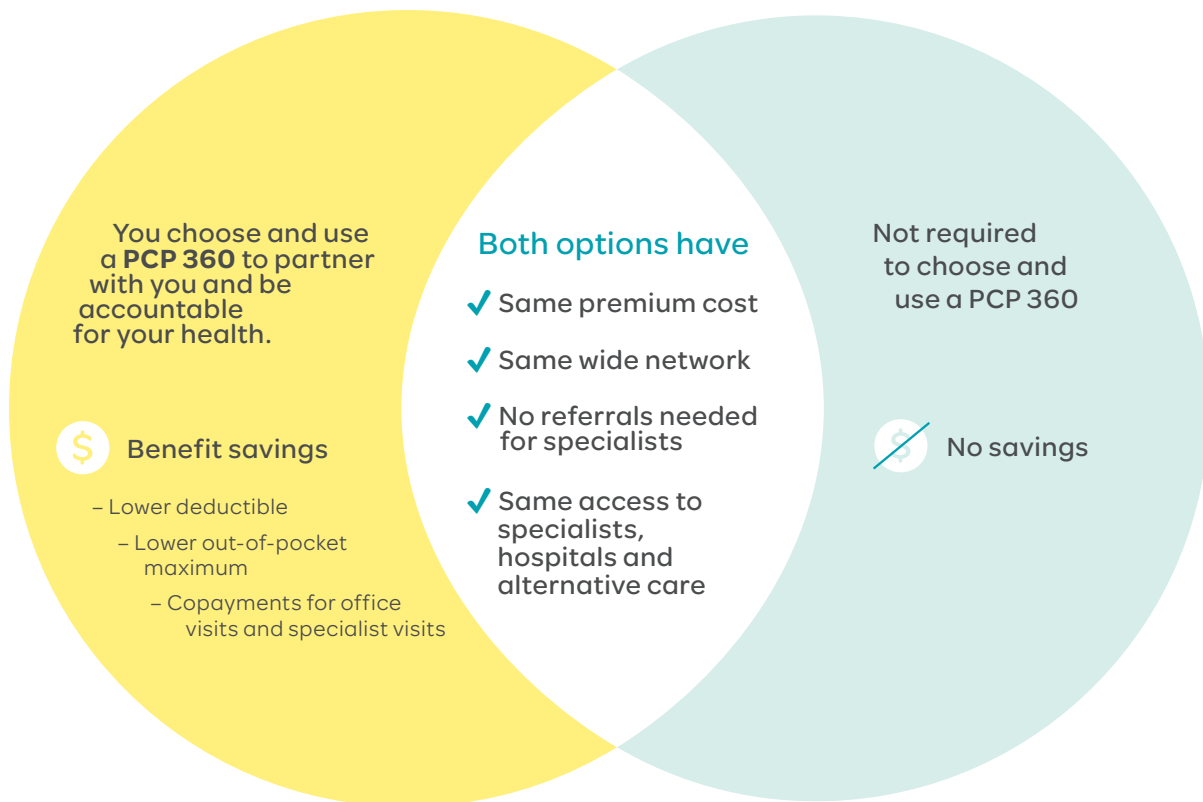 You choose and use
a PCP 360 to partner
with you and be
accountable
for your health.
$ Benefit savings
– Lower deductible
– Lower out-of-pocket
maximum
– Copayments for office
visits and specialist visits
Both options have
Same premium cost
Same wide network
No referrals needed
for specialists
Same access to
specialists,
hospitals and
alternative care
Not required
to choose and
use a PCP 360
$ No savings